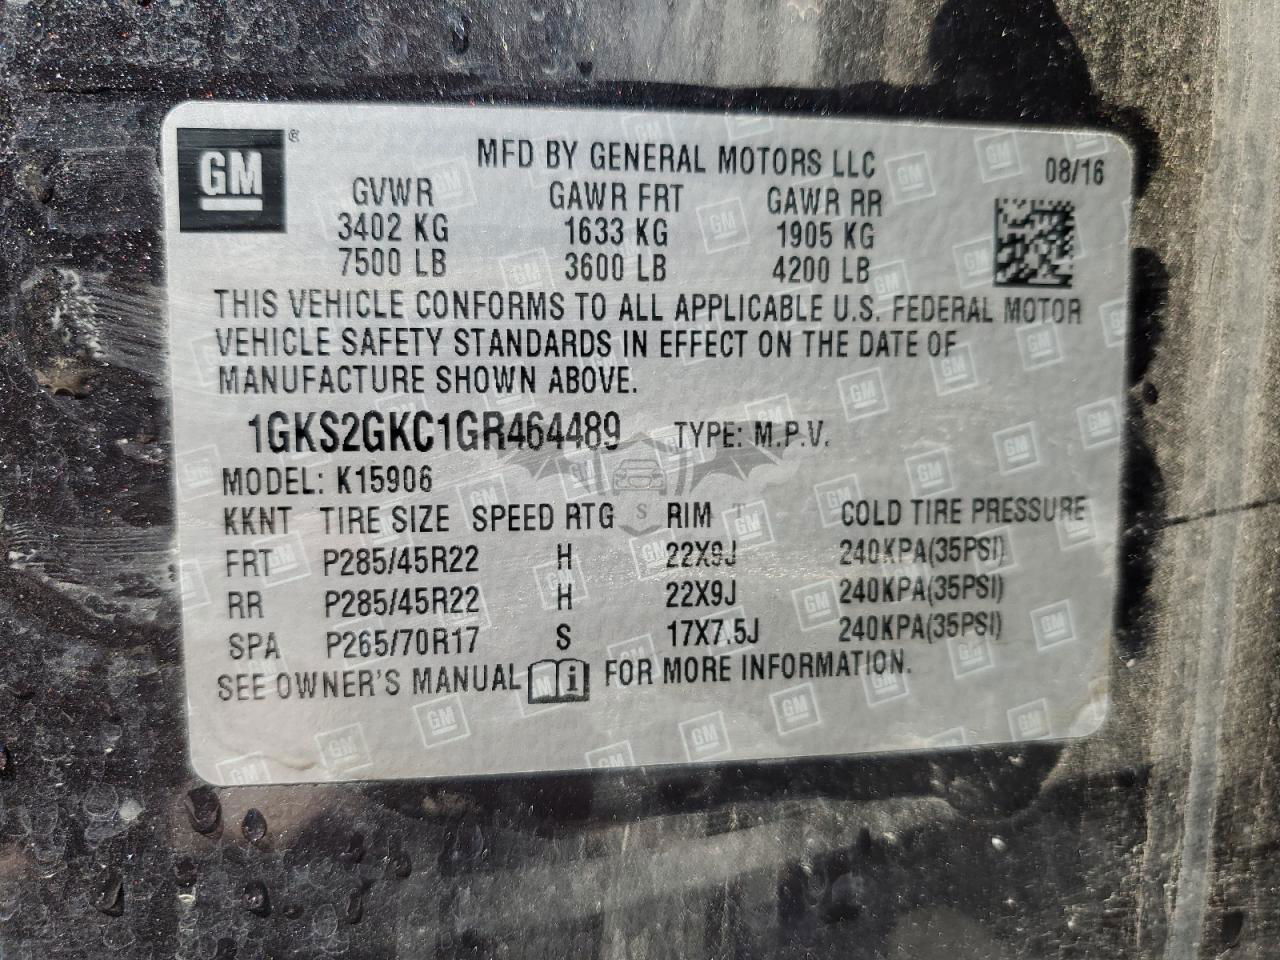 GM ®
MFD BY GENERAL MOTORS LLC 08/16
GVWR GAWR FRT GAWR RR
3402 KG 1633 KG 1905 KG
7500 LB 3600 LB 4200 LB
THIS VEHICLE CONFORMS TO ALL APPLICABLE U.S. FEDERAL MOTOR
VEHICLE SAFETY STANDARDS IN EFFECT ON THE DATE OF
MANUFACTURE SHOWN ABOVE.
1GKS2GKC1GR464489 TYPE: M.P.V.
MODEL: K15906
KKNT TIRE SIZE SPEED RTG RIM COLD TIRE PRESSURE
FRT P285/45R22 H 22X9J 240KPA(35PSI)
RR P285/45R22 H 22X9J 240KPA(35PSI)
SPA P265/70R17 S 17X7.5J 240KPA(35PSI)
SEE OWNER'S MANUAL i FOR MORE INFORMATION.